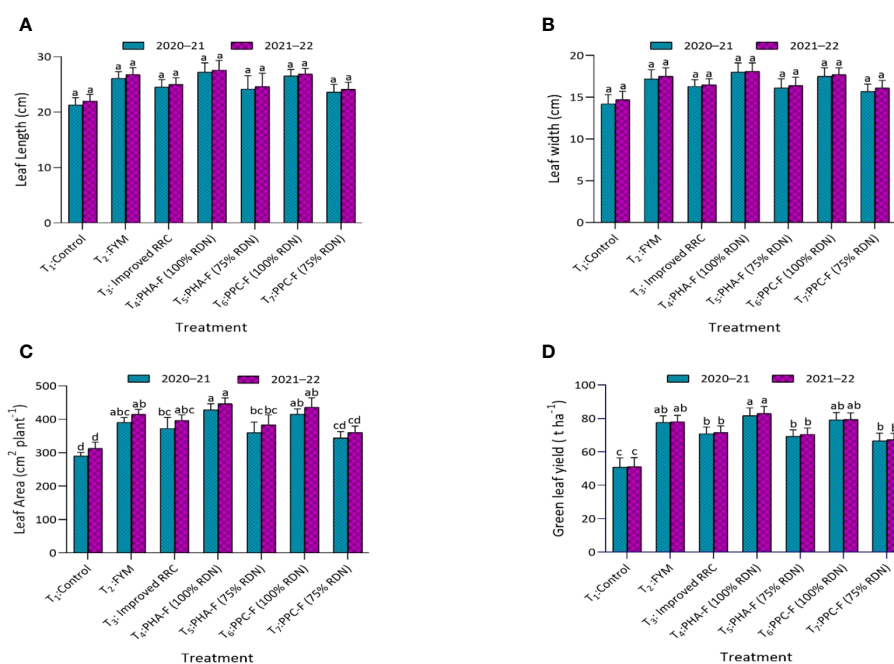 A
2020–21 2021–22
30
20
10
0
Leaf Length (cm)
a a a a a a a a a a a a a a
T1:Control
T2:FYM
T3: Improved RRC
T4:PHA-F (100% RDN)
T5:PHA-F (75% RDN)
T6:PPC-F (100% RDN)
T7:PPC-F (75% RDN)
Treatment
B
2020–21 2021–22
20
15
10
5
0
Leaf width (cm)
a a a a a a a a a a a a a a
T1:Control
T2:FYM
T3: Improved RRC
T4:PHA-F (100% RDN)
T5:PHA-F (75% RDN)
T6:PPC-F (100% RDN)
T7:PPC-F (75% RDN)
Treatment
C
2020–21 2021–22
500
400
300
200
100
0
Leaf Area (cm2 plant-1)
d d abc abc bc abc a a bc bc ab ab cd cd
T1:Control
T2:FYM
T3: Improved RRC
T4:PHA-F (100% RDN)
T5:PHA-F (75% RDN)
T6:PPC-F (100% RDN)
T7:PPC-F (75% RDN)
Treatment
D
2020–21 2021–22
100
80
60
40
20
0
Green leaf yield ( t ha-1)
c c ab ab b b a a b b ab ab b b
T1:Control
T2:FYM
T3: Improved RRC
T4:PHA-F (100% RDN)
T5:PHA-F (75% RDN)
T6:PPC-F (100% RDN)
T7:PPC-F (75% RDN)
Treatment